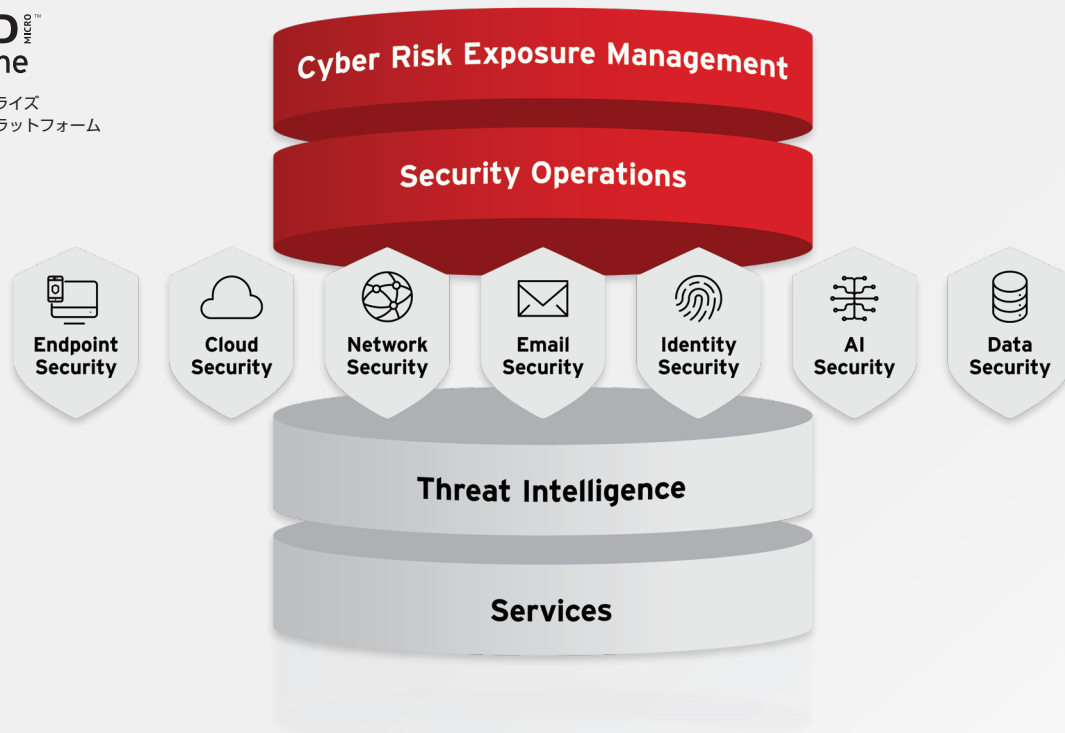 MICRO
ライズ
ラットフォーム
Cyber Risk Exposure Management
Security Operations
Endpoint
Security
Cloud
Security
Network
Security
Email
Security
Identity
Security
AI
Security
Data
Security
Threat Intelligence
Services